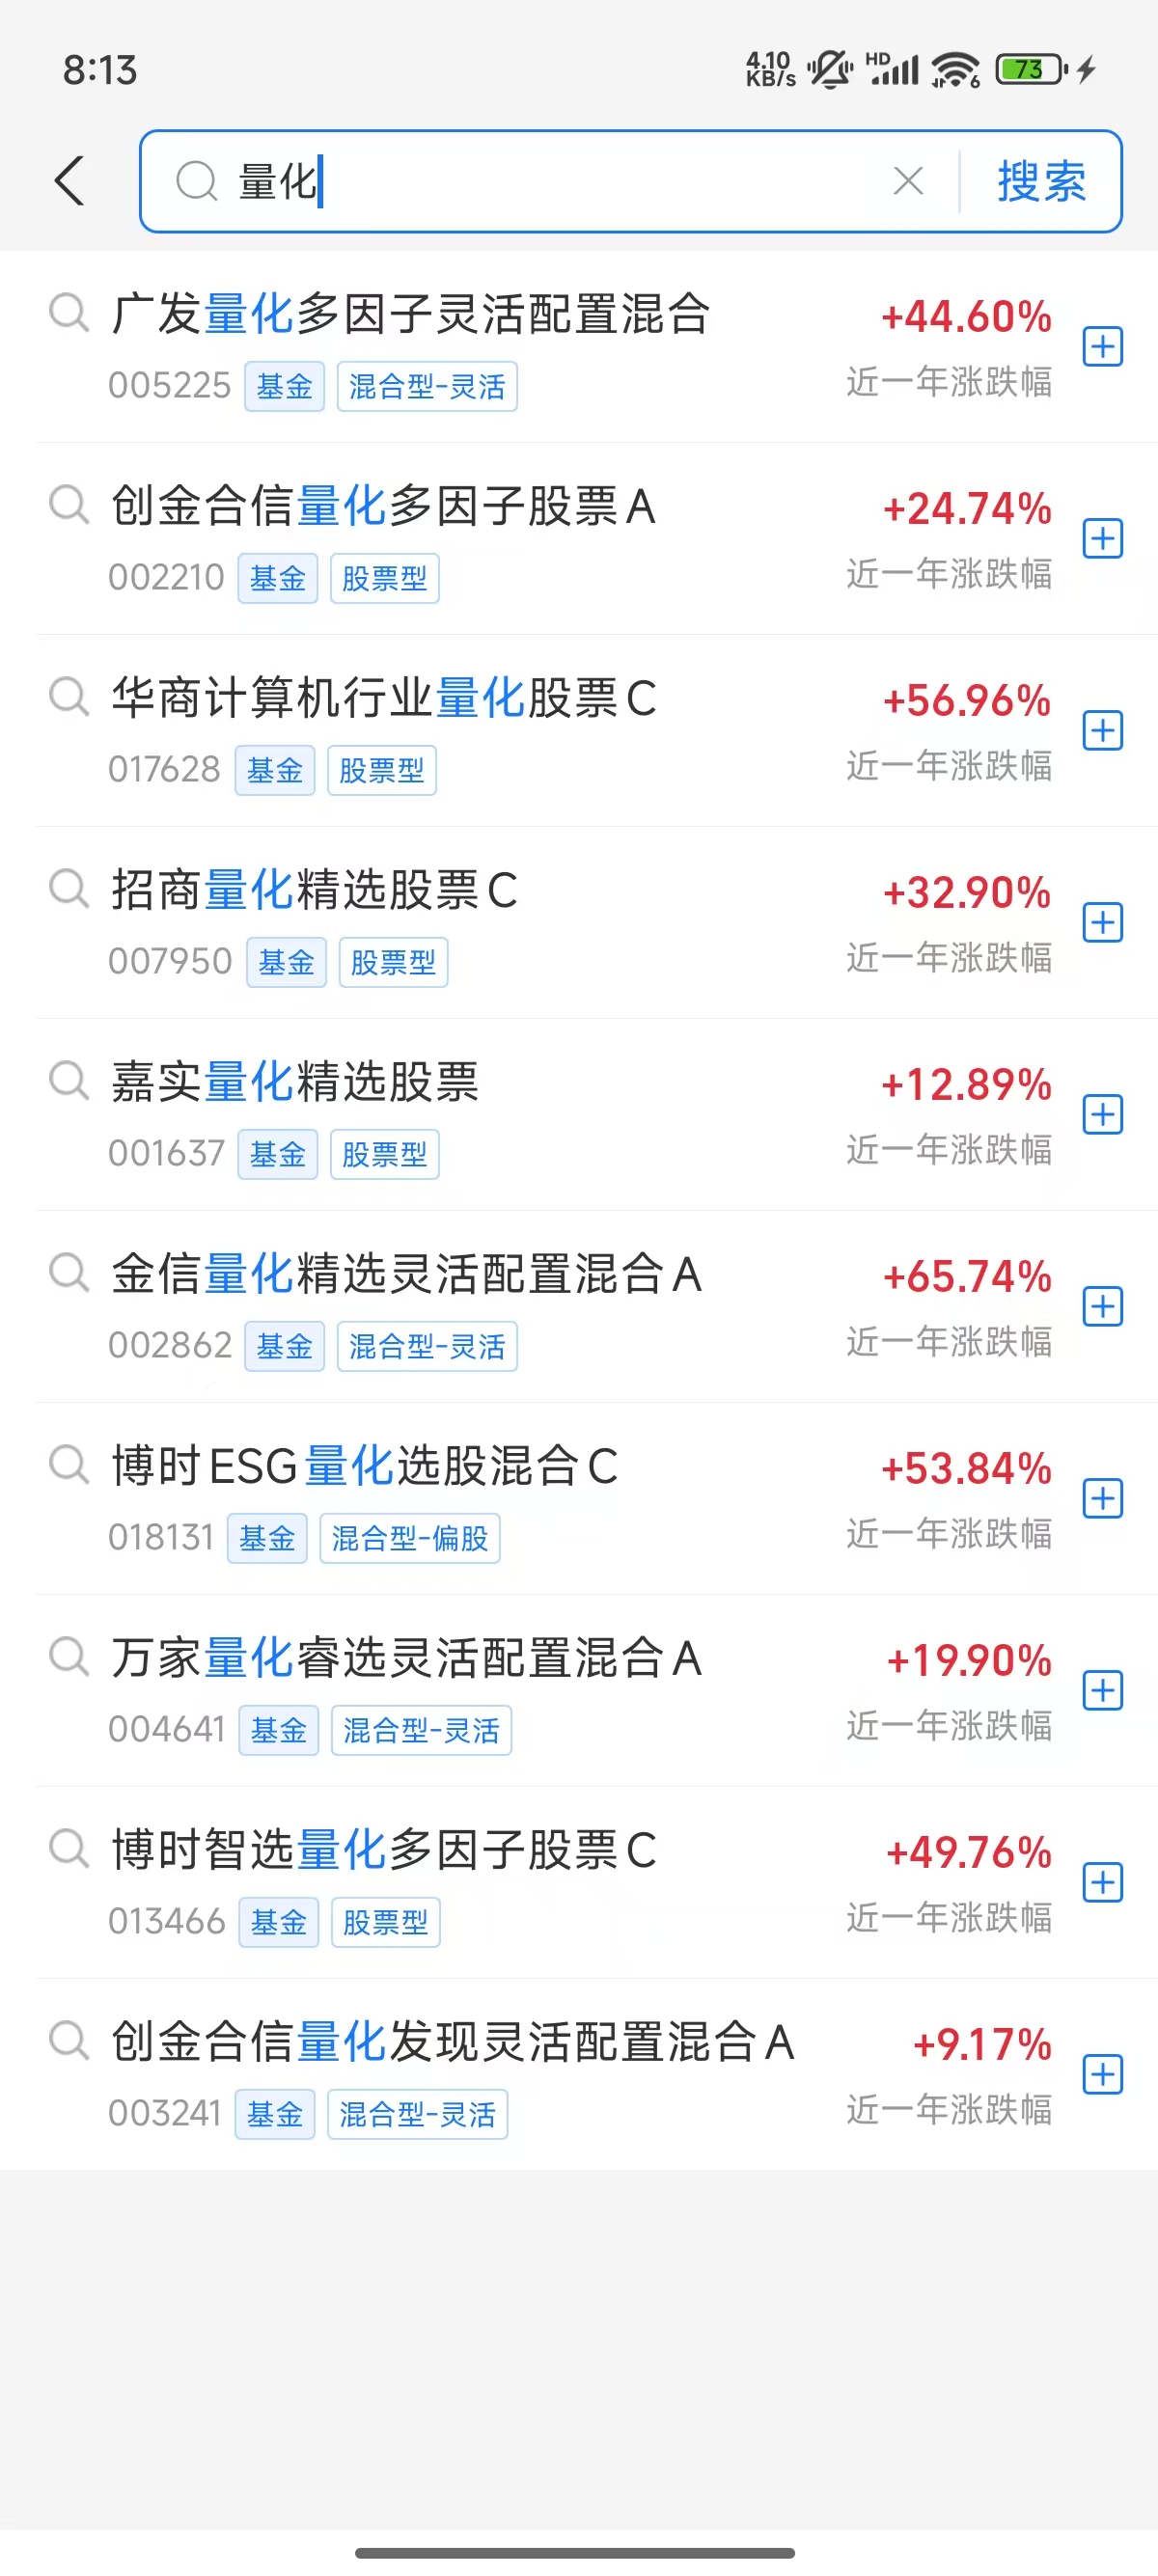 8:13
4.10 KB/s HD 6 73
量化 搜索
广发量化多因子灵活配置混合 +44.60%
005225 基金 混合型-灵活 近一年涨跌幅
创金合信量化多因子股票A +24.74%
002210 基金 股票型 近一年涨跌幅
华商计算机行业量化股票C +56.96%
017628 基金 股票型 近一年涨跌幅
招商量化精选股票C +32.90%
007950 基金 股票型 近一年涨跌幅
嘉实量化精选股票 +12.89%
001637 基金 股票型 近一年涨跌幅
金信量化精选灵活配置混合A +65.74%
002862 基金 混合型-灵活 近一年涨跌幅
博时ESG量化选股混合C +53.84%
018131 基金 混合型-偏股 近一年涨跌幅
万家量化睿选灵活配置混合A +19.90%
004641 基金 混合型-灵活 近一年涨跌幅
博时智选量化多因子股票C +49.76%
013466 基金 股票型 近一年涨跌幅
创金合信量化发现灵活配置混合A +9.17%
003241 基金 混合型-灵活 近一年涨跌幅